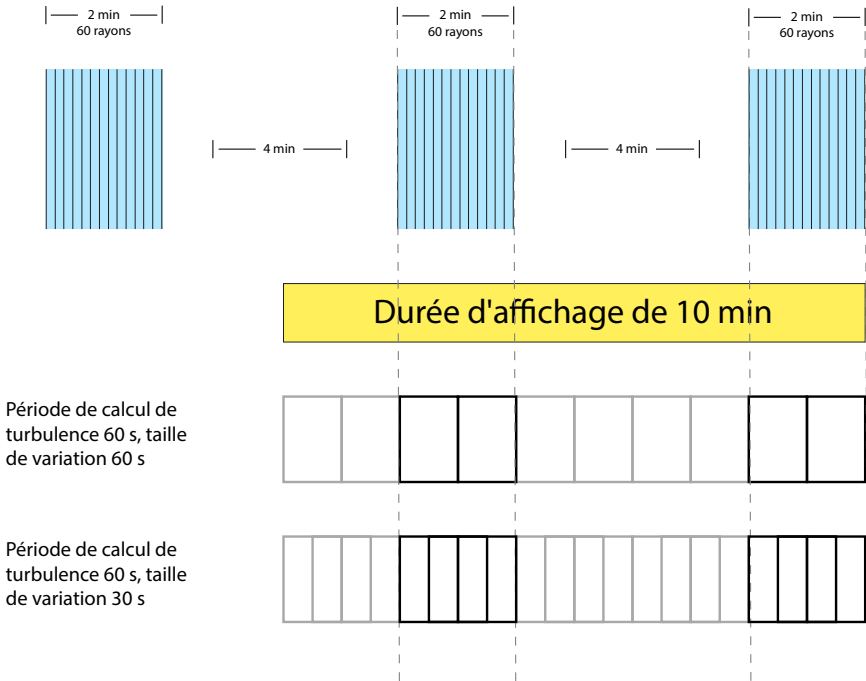 2 min
60 rayons
2 min
60 rayons
2 min
60 rayons
4 min
4 min
Durée d'affichage de 10 min
Période de calcul de
turbulence 60 s, taille
de variation 60 s
Période de calcul de
turbulence 60 s, taille
de variation 30 s